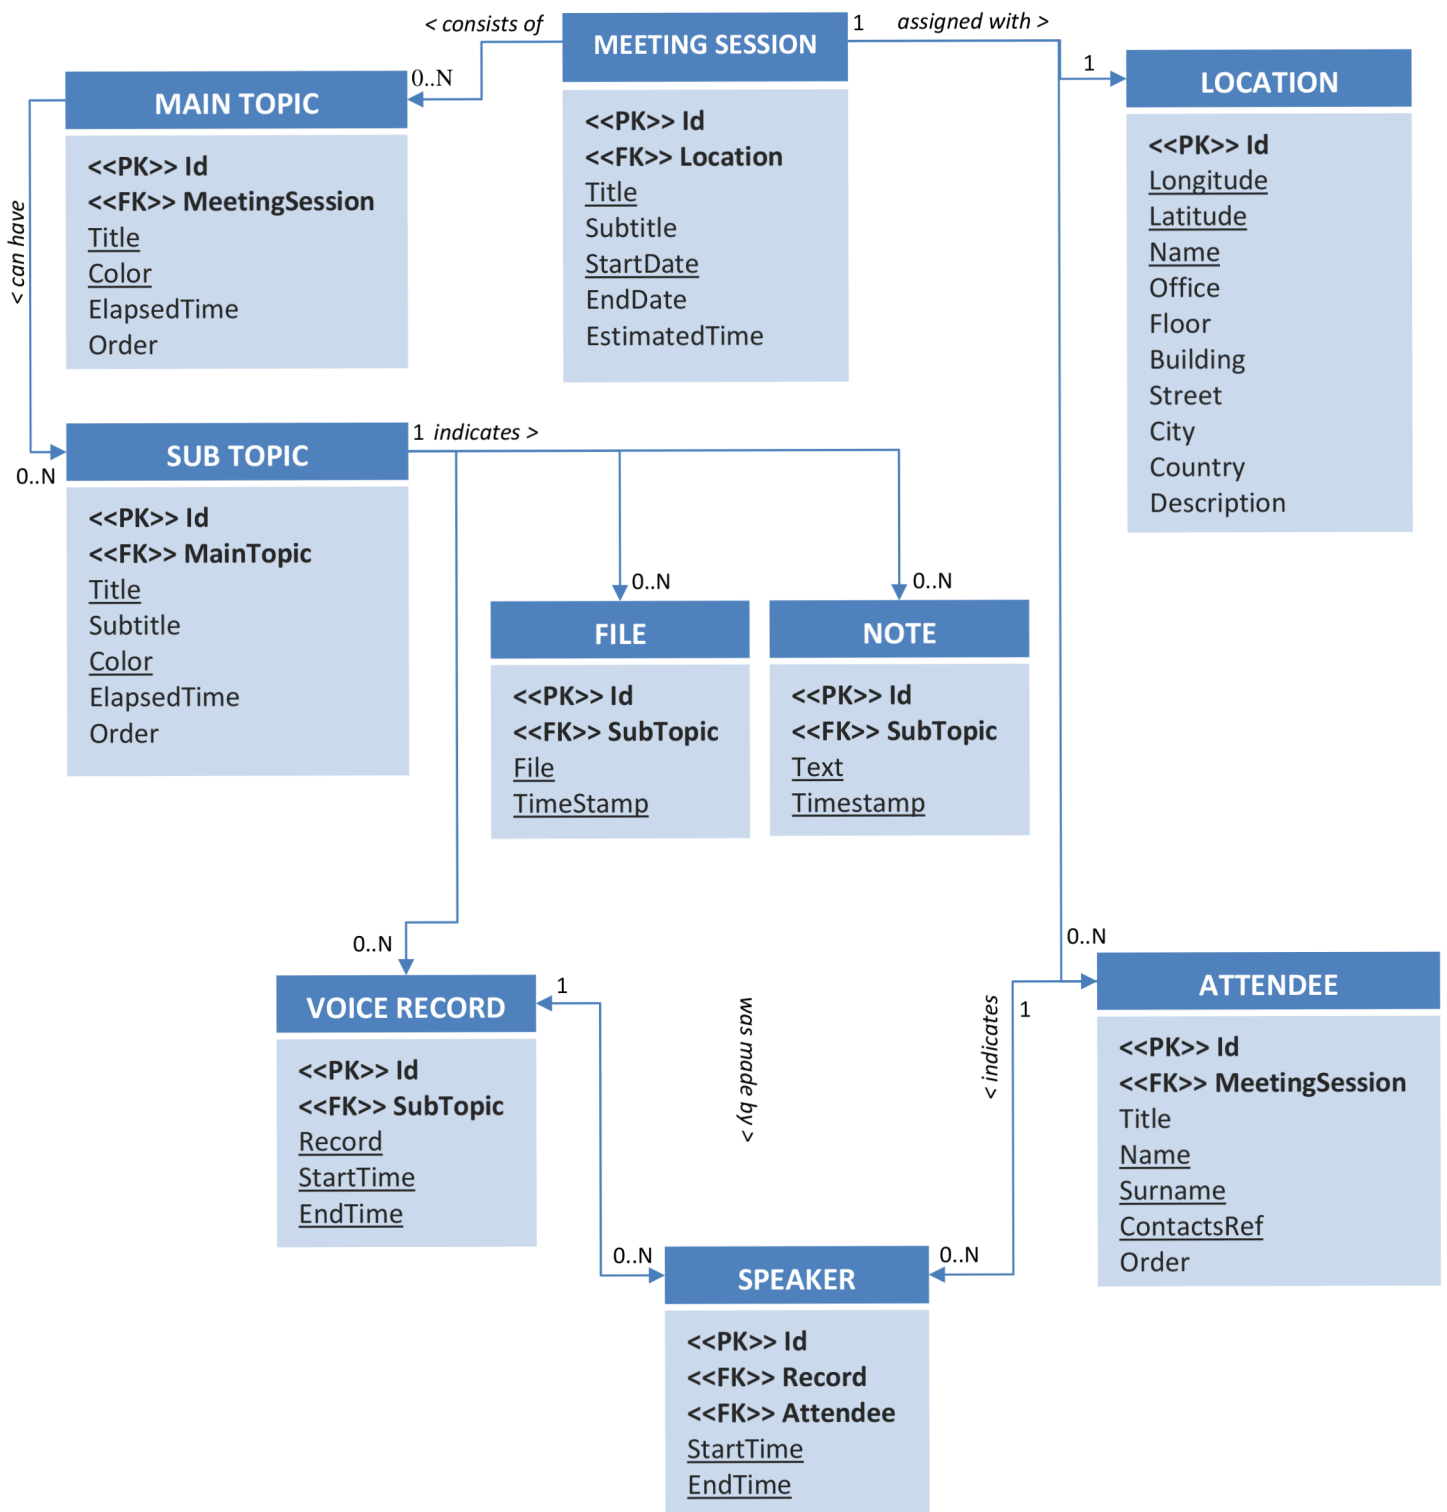 < consists of
MEETING SESSION
1
assigned with >
0..N
MAIN TOPIC
<<PK>> Id
<<FK>> MeetingSession
Title
Color
ElapsedTime
Order
<<PK>> Id
<<FK>> Location
Title
Subtitle
StartDate
EndDate
EstimatedTime
1
LOCATION
<<PK>> Id
Longitude
Latitude
Name
Office
Floor
Building
Street
City
Country
Description
< can have
0..N
SUB TOPIC
1 indicates >
<<PK>> Id
<<FK>> MainTopic
Title
Subtitle
Color
ElapsedTime
Order
0..N
FILE
<<PK>> Id
<<FK>> SubTopic
File
TimeStamp
0..N
NOTE
<<PK>> Id
<<FK>> SubTopic
Text
Timestamp
0..N
VOICE RECORD
1
<<PK>> Id
<<FK>> SubTopic
Record
StartTime
EndTime
was made by >
< indicates
0..N
1
ATTENDEE
<<PK>> Id
<<FK>> MeetingSession
Title
Name
Surname
ContactsRef
Order
0..N
SPEAKER
0..N
<<PK>> Id
<<FK>> Record
<<FK>> Attendee
StartTime
EndTime